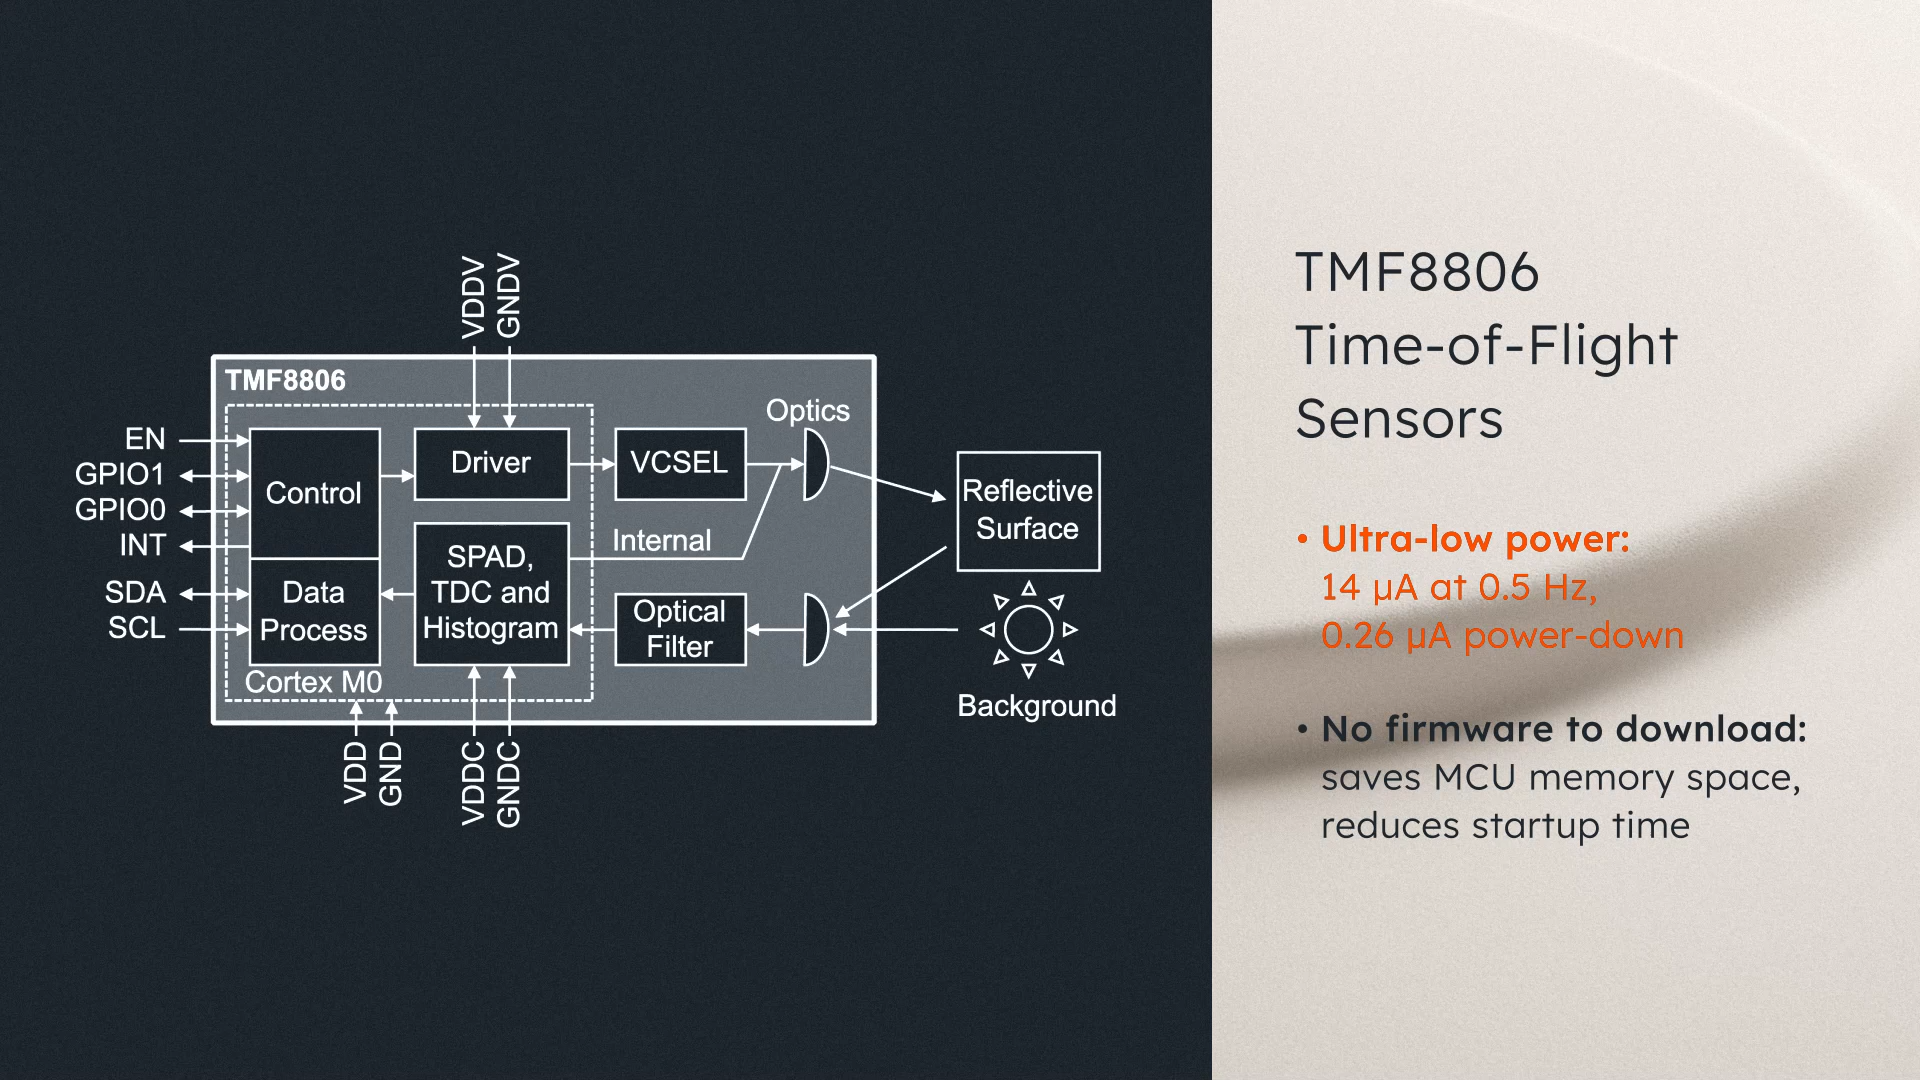 VDDV
GNDV
TMF8806
Optics
EN
GPIO1
GPIO0
INT
SDA
SCL
Control
Driver
VCSEL
Internal
SPAD,
TDC and
Histogram
Data
Process
Optical
Filter
Cortex M0
Reflective
Surface
Background
VDD
GND
VDDC
GNDC
TMF8806
Time-of-Flight
Sensors
• Ultra-low power:
14 µA at 0.5 Hz,
0.26 µA power-down
• No firmware to download:
saves MCU memory space,
reduces startup time